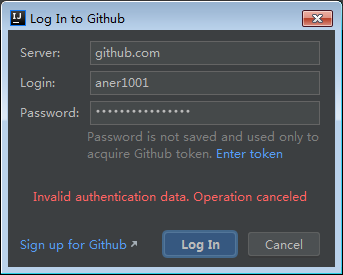 IJ Log In to Github
Server: github.com
Login: aner1001
Password: ••••••••••••••••
Password is not saved and used only to
acquire Github token. Enter token
Invalid authentication data. Operation canceled
Sign up for Github ↗ Log In Cancel